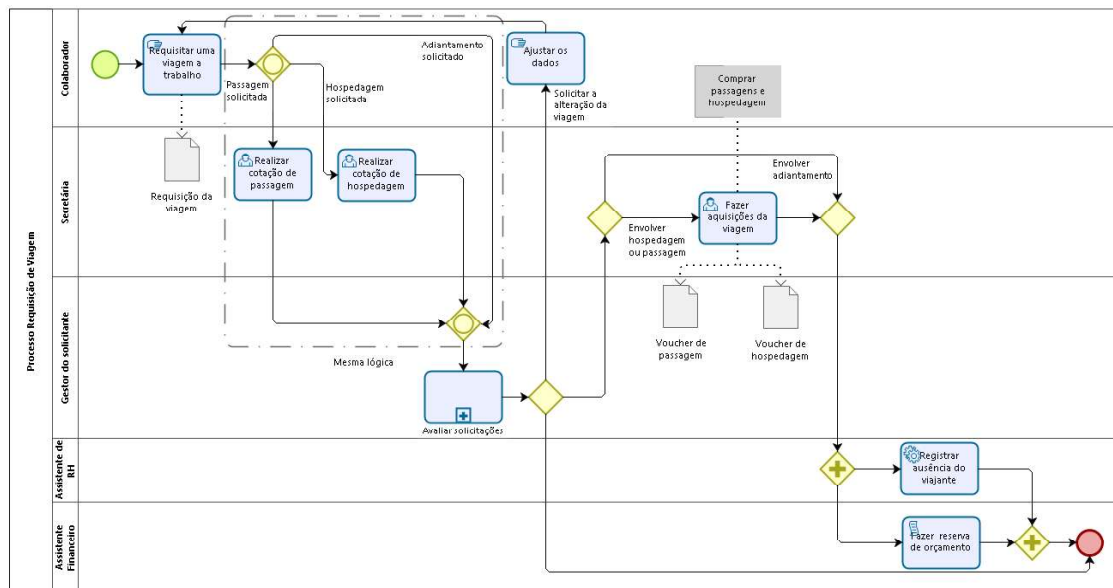 Processo Requisição de Viagem
Colaborador
Requisitar uma
viagem a
trabalho
Adiantamento
solicitado
Passagem
solicitada
Hospedagem
solicitada
Ajustar os
dados
Solicitar a
alteração da
viagem
Comprar
passagens e
hospedagem
Secretária
Requisição da
viagem
Realizar
cotação de
passagem
Realizar
cotação de
hospedagem
Envolver
adiantamento
Fazer
aquisições da
viagem
Envolver
hospedagem
ou passagem
Gestor do solicitante
Voucher de
passagem
Voucher de
hospedagem
Mesma lógica
Avaliar solicitações
Assistente de
RH
Registrar
ausência do
viajante
Assistente
Financeiro
Fazer reserva
de orçamento